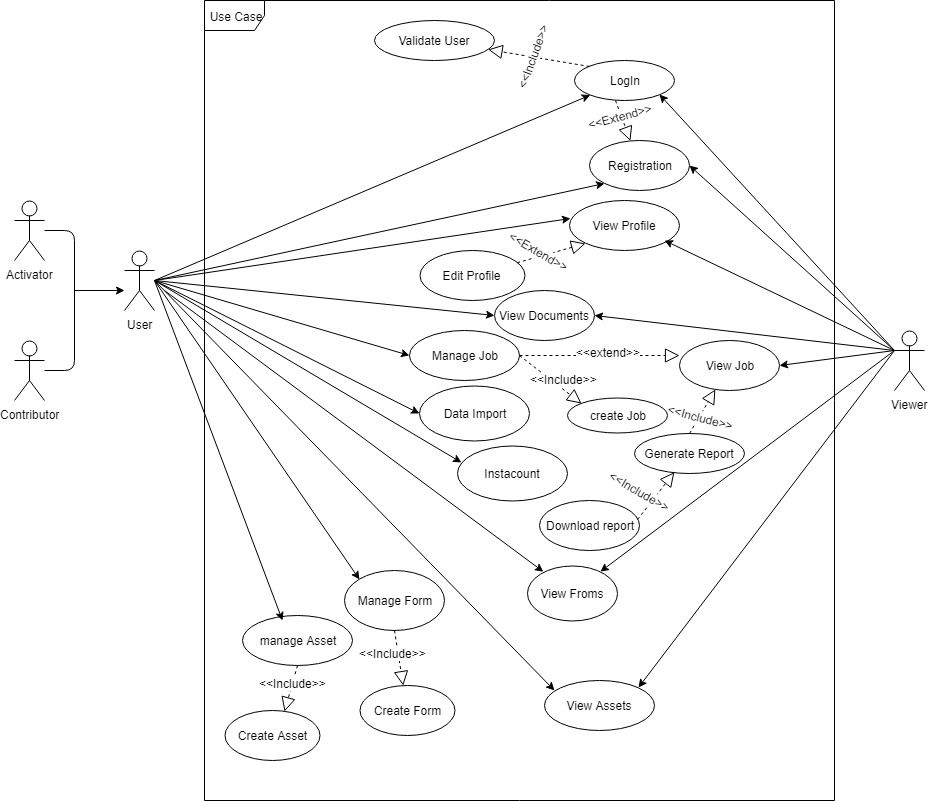 Use Case
Validate User
<<Include>>
LogIn
<<Extend>>
Registration
View Profile
<<Extend>>
Edit Profile
Activator
User
View Documents
Manage Job
<<extend>>
View Job
<<Include>>
Viewer
Contributor
Data Import
create Job
<<Include>>
Generate Report
Instacount
<<Include>>
Download report
View Froms
Manage Form
manage Asset
<<Include>>
<<Include>>
Create Form
View Assets
Create Asset